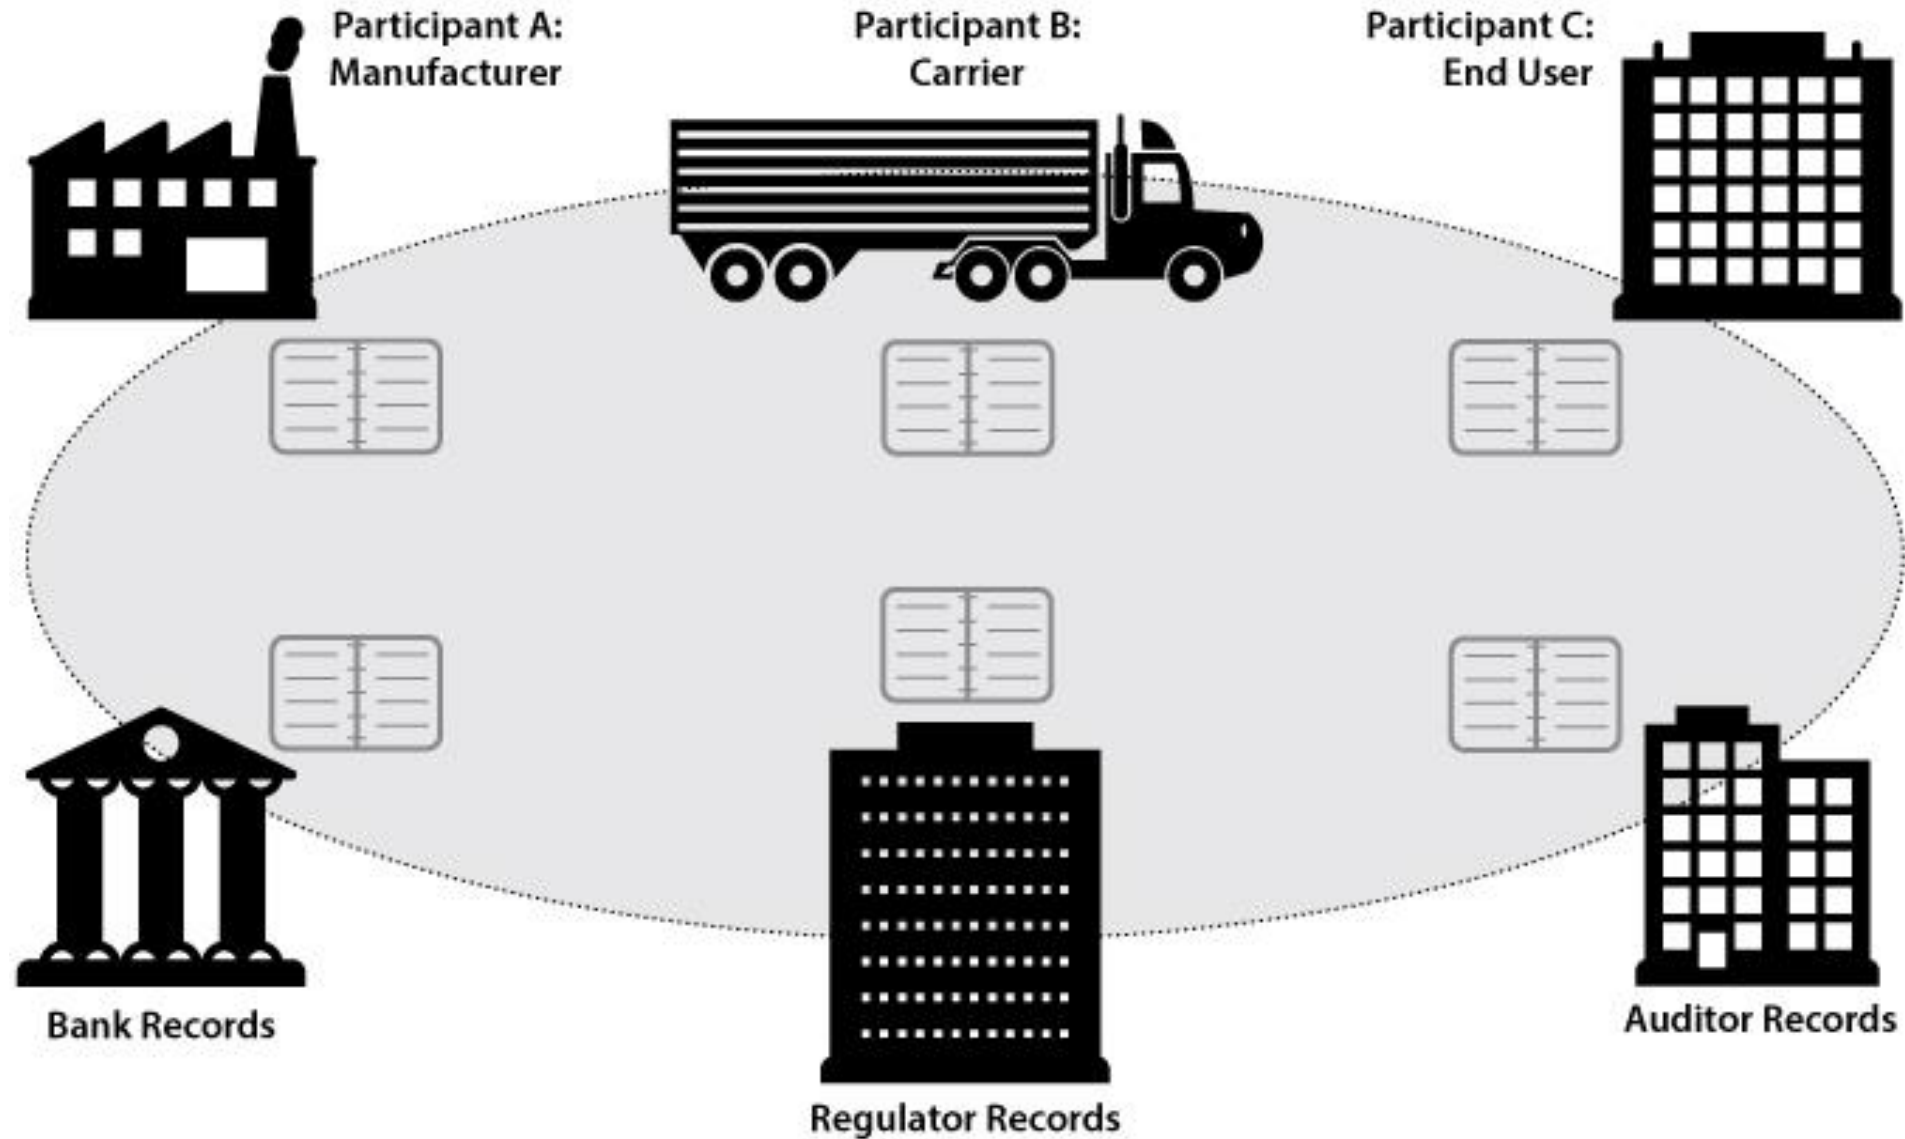 Participant A:
Manufacturer
Participant B:
Carrier
Participant C:
End User
Bank Records
Regulator Records
Auditor Records